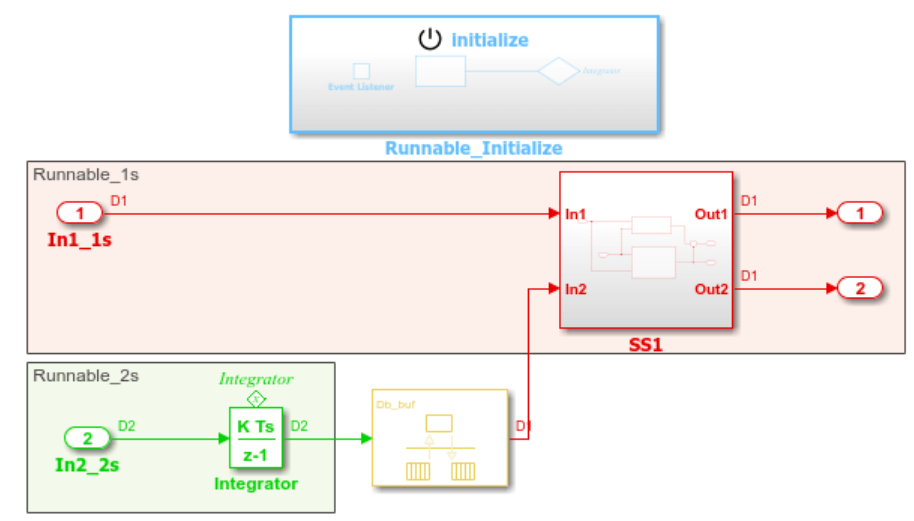 initialize
Event Listener
Integrator
Runnable_Initialize
Runnable_1s
1
D1
In1_1s
In1
Out1
D1
1
In2
Out2
D1
2
SS1
Runnable_2s
2
D2
In2_2s
Integrator
x
K Ts
z-1
D2
Integrator
Db_buf
D1